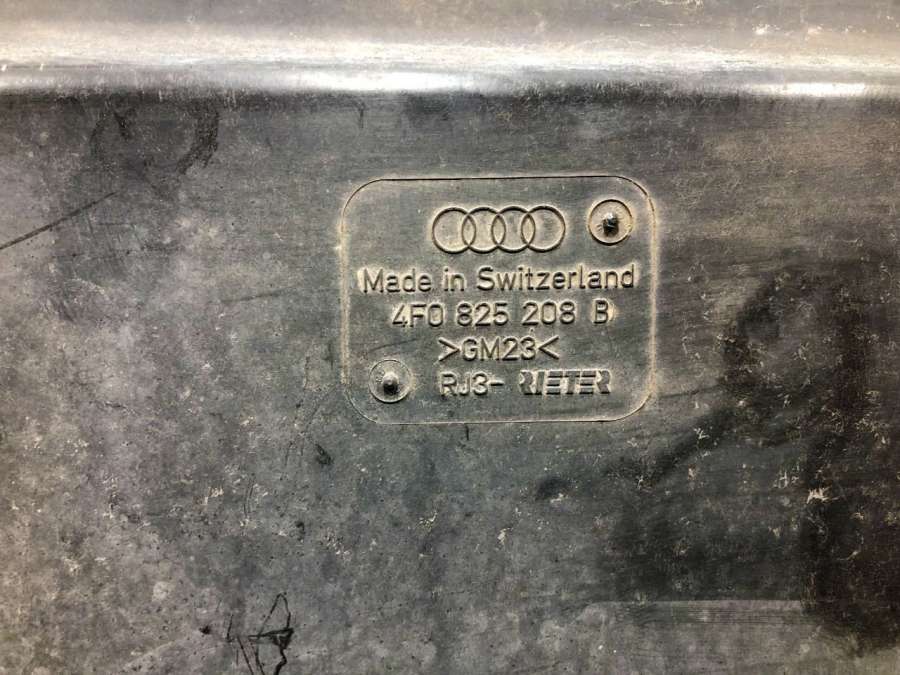 Made in Switzerland
4F0 825 208 B
>GM23<
RJ3- RIETER